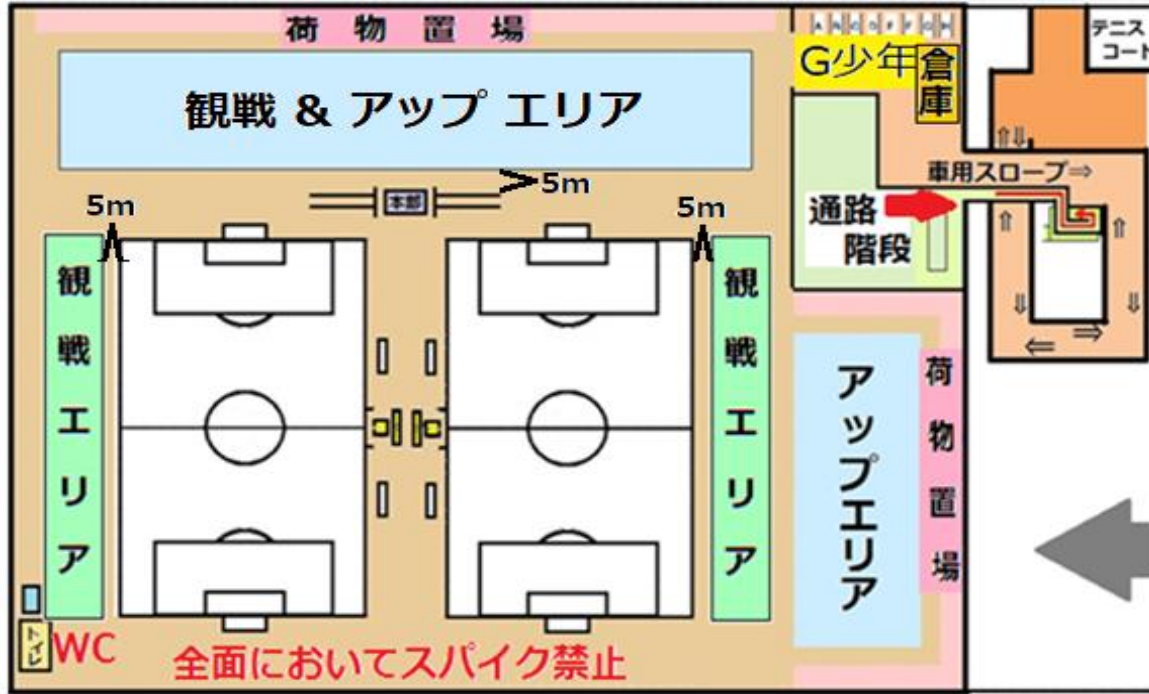 荷物置場
A B C D E F G H
テニス
コート
G少年
倉庫
観戦 & アップ エリア
車用スロープ⇒
5m
本部
5m
5m
通路
階段
観戦エリア
観戦エリア
アップエリア
荷物置場
トイレ
WC
全面においてスパイク禁止